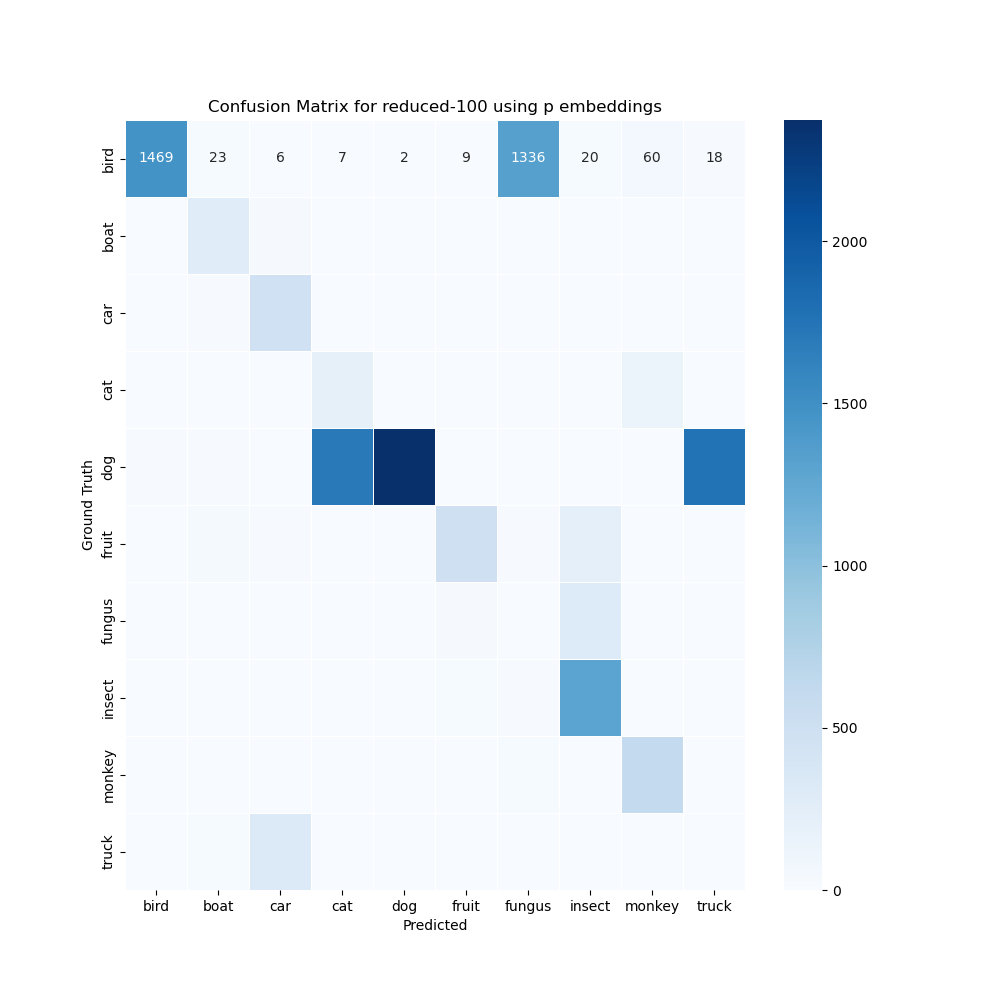 Confusion Matrix for reduced-100 using p embeddings
bird 1469 23 6 7 2 9 1336 20 60 18
boat
car
cat
dog
fruit
fungus
insect
monkey
truck
Ground Truth
bird boat car cat dog fruit fungus insect monkey truck
Predicted
2000
1500
1000
500
0